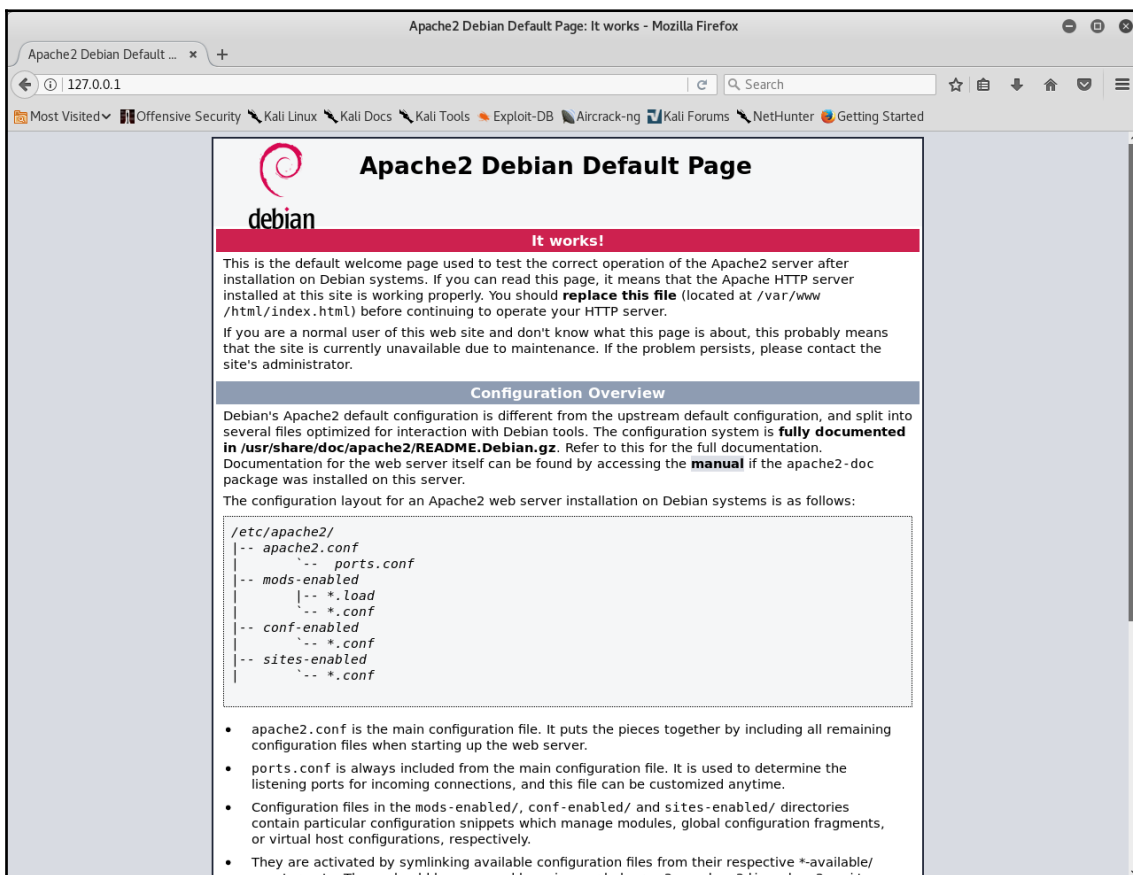 Apache2 Debian Default Page: It works - Mozilla Firefox
Apache2 Debian Default ... × +
127.0.0.1
Search
Most Visited Offensive Security Kali Linux Kali Docs Kali Tools Exploit-DB Aircrack-ng Kali Forums NetHunter Getting Started
debian
Apache2 Debian Default Page
It works!
This is the default welcome page used to test the correct operation of the Apache2 server after
installation on Debian systems. If you can read this page, it means that the Apache HTTP server
installed at this site is working properly. You should replace this file (located at /var/www
/html/index.html) before continuing to operate your HTTP server.
If you are a normal user of this web site and don't know what this page is about, this probably means
that the site is currently unavailable due to maintenance. If the problem persists, please contact the
site's administrator.
Configuration Overview
Debian's Apache2 default configuration is different from the upstream default configuration, and split into
several files optimized for interaction with Debian tools. The configuration system is fully documented
in /usr/share/doc/apache2/README.Debian.gz. Refer to this for the full documentation.
Documentation for the web server itself can be found by accessing the manual if the apache2-doc
package was installed on this server.
The configuration layout for an Apache2 web server installation on Debian systems is as follows:
/etc/apache2/
|-- apache2.conf
|       `--  ports.conf
|-- mods-enabled
|       |-- *.load
|       `-- *.conf
|-- conf-enabled
|       `-- *.conf
|-- sites-enabled
|       `-- *.conf
• apache2.conf is the main configuration file. It puts the pieces together by including all remaining
configuration files when starting up the web server.
• ports.conf is always included from the main configuration file. It is used to determine the
listening ports for incoming connections, and this file can be customized anytime.
• Configuration files in the mods-enabled/, conf-enabled/ and sites-enabled/ directories
contain particular configuration snippets which manage modules, global configuration fragments,
or virtual host configurations, respectively.
• They are activated by symlinking available configuration files from their respective *-available/